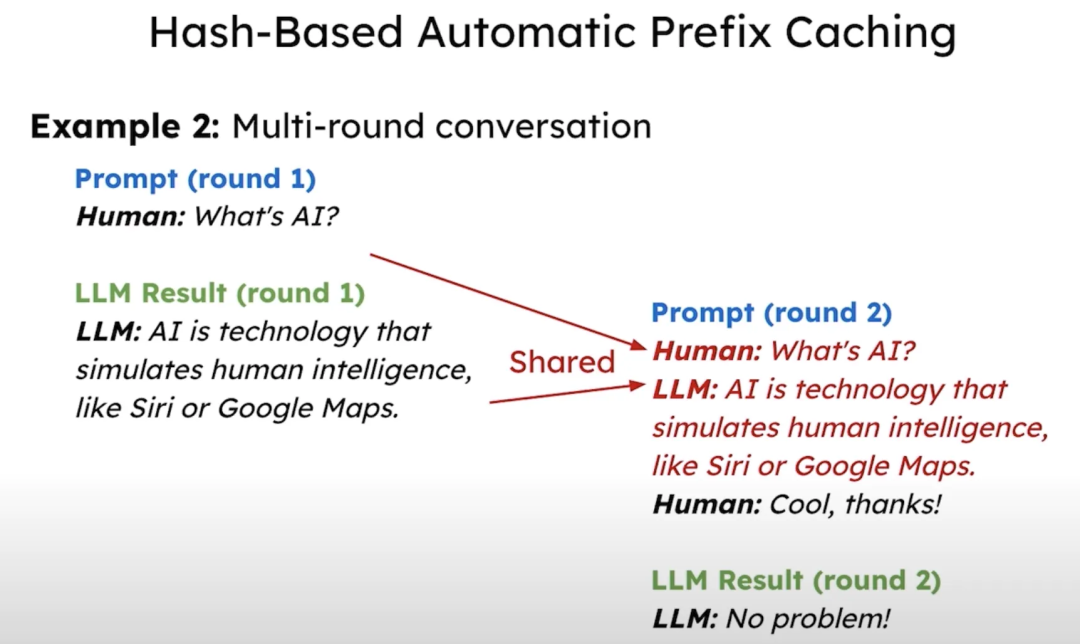 Hash-Based Automatic Prefix Caching
Example 2: Multi-round conversation
Prompt (round 1)
Human: What's AI?
LLM Result (round 1)
LLM: AI is technology that
simulates human intelligence,
like Siri or Google Maps.
Shared
Prompt (round 2)
Human: What's AI?
LLM: AI is technology that
simulates human intelligence,
like Siri or Google Maps.
Human: Cool, thanks!
LLM Result (round 2)
LLM: No problem!